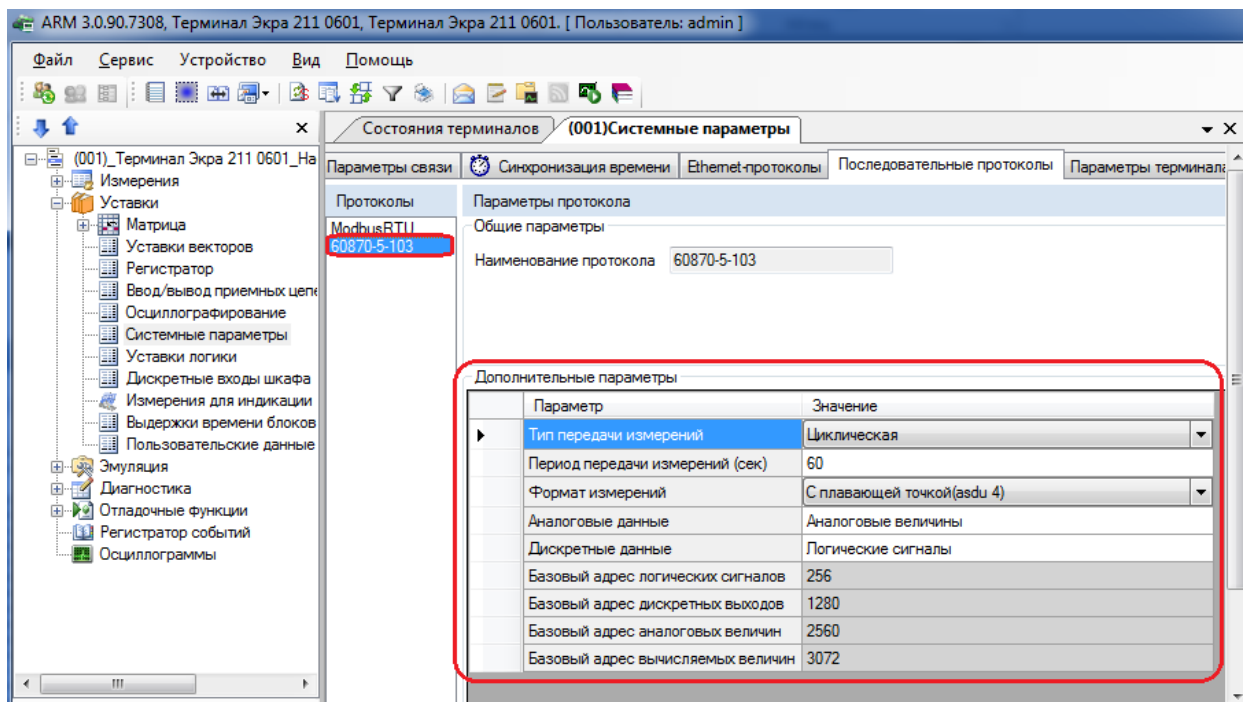 ARM 3.0.90.7308, Терминал Экра 211 0601, Терминал Экра 211 0601. [ Пользователь: admin ]
Файл Сервис Устройство Вид Помощь
Состояния терминалов (001)Системные параметры
(001)_Терминал Экра 211 0601_На
Измерения
Уставки
Матрица
Уставки векторов
Регистратор
Ввод/вывод приемных цепе
Осциллографирование
Системные параметры
Уставки логики
Дискретные входы шкафа
Измерения для индикации
Выдержки времени блоков
Пользовательские данные
Эмуляция
Диагностика
Отладочные функции
Регистратор событий
Осциллограммы
Параметры связи Синхронизация времени Ethernet-протоколы Последовательные протоколы Параметры терминала
Протоколы
ModbusRTU
60870-5-103
Параметры протокола
Общие параметры
Наименование протокола 60870-5-103
Дополнительные параметры
Параметр Значение
Тип передачи измерений Циклическая
Период передачи измерений (сек) 60
Формат измерений С плавающей точкой(asdu 4)
Аналоговые данные Аналоговые величины
Дискретные данные Логические сигналы
Базовый адрес логических сигналов 256
Базовый адрес дискретных выходов 1280
Базовый адрес аналоговых величин 2560
Базовый адрес вычисляемых величин 3072